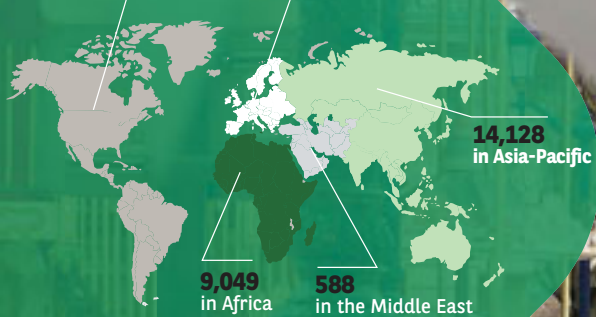 14,128
in Asia-Pacific
9,049
in Africa
588
in the Middle East